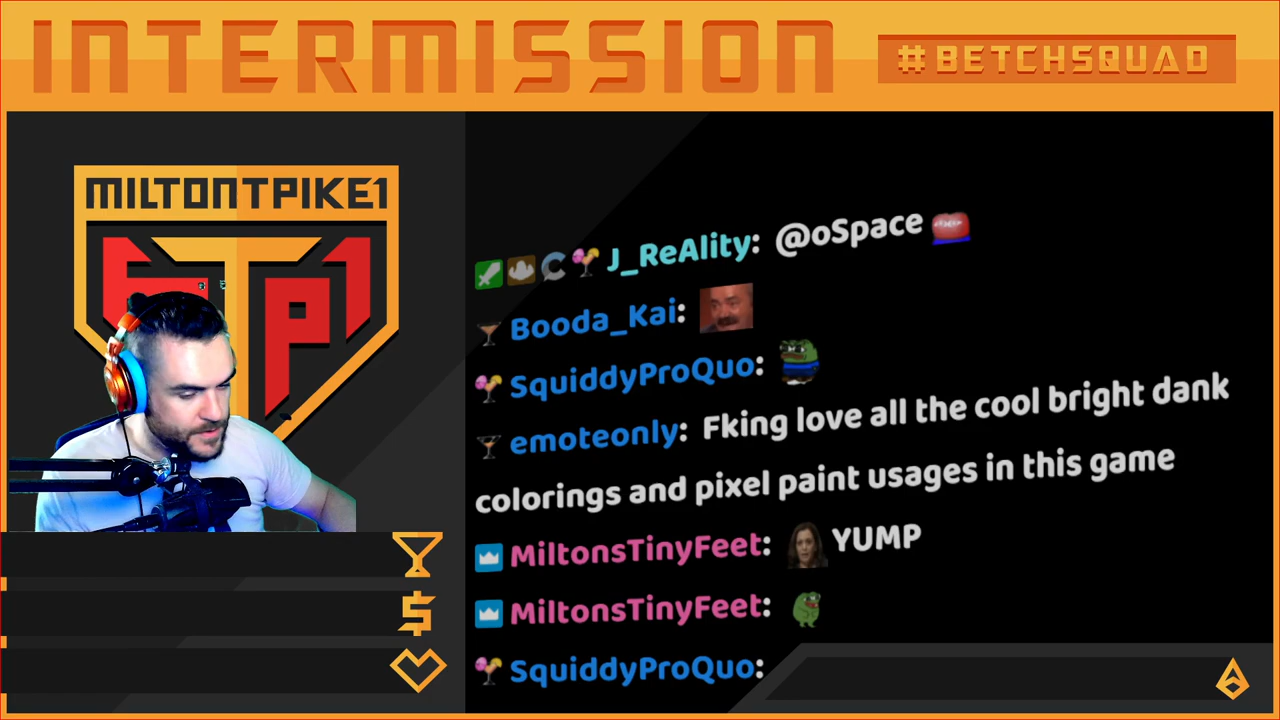 INTERMISSION
#BETCHSQUAD
MILTONTPIKE1
J_ReAlity: @oSpace
Booda_Kai:
SquiddyProQuo:
emoteonly: Fking love all the cool bright dank
colorings and pixel paint usages in this game
MiltonsTinyFeet: YUMP
MiltonsTinyFeet:
SquiddyProQuo: